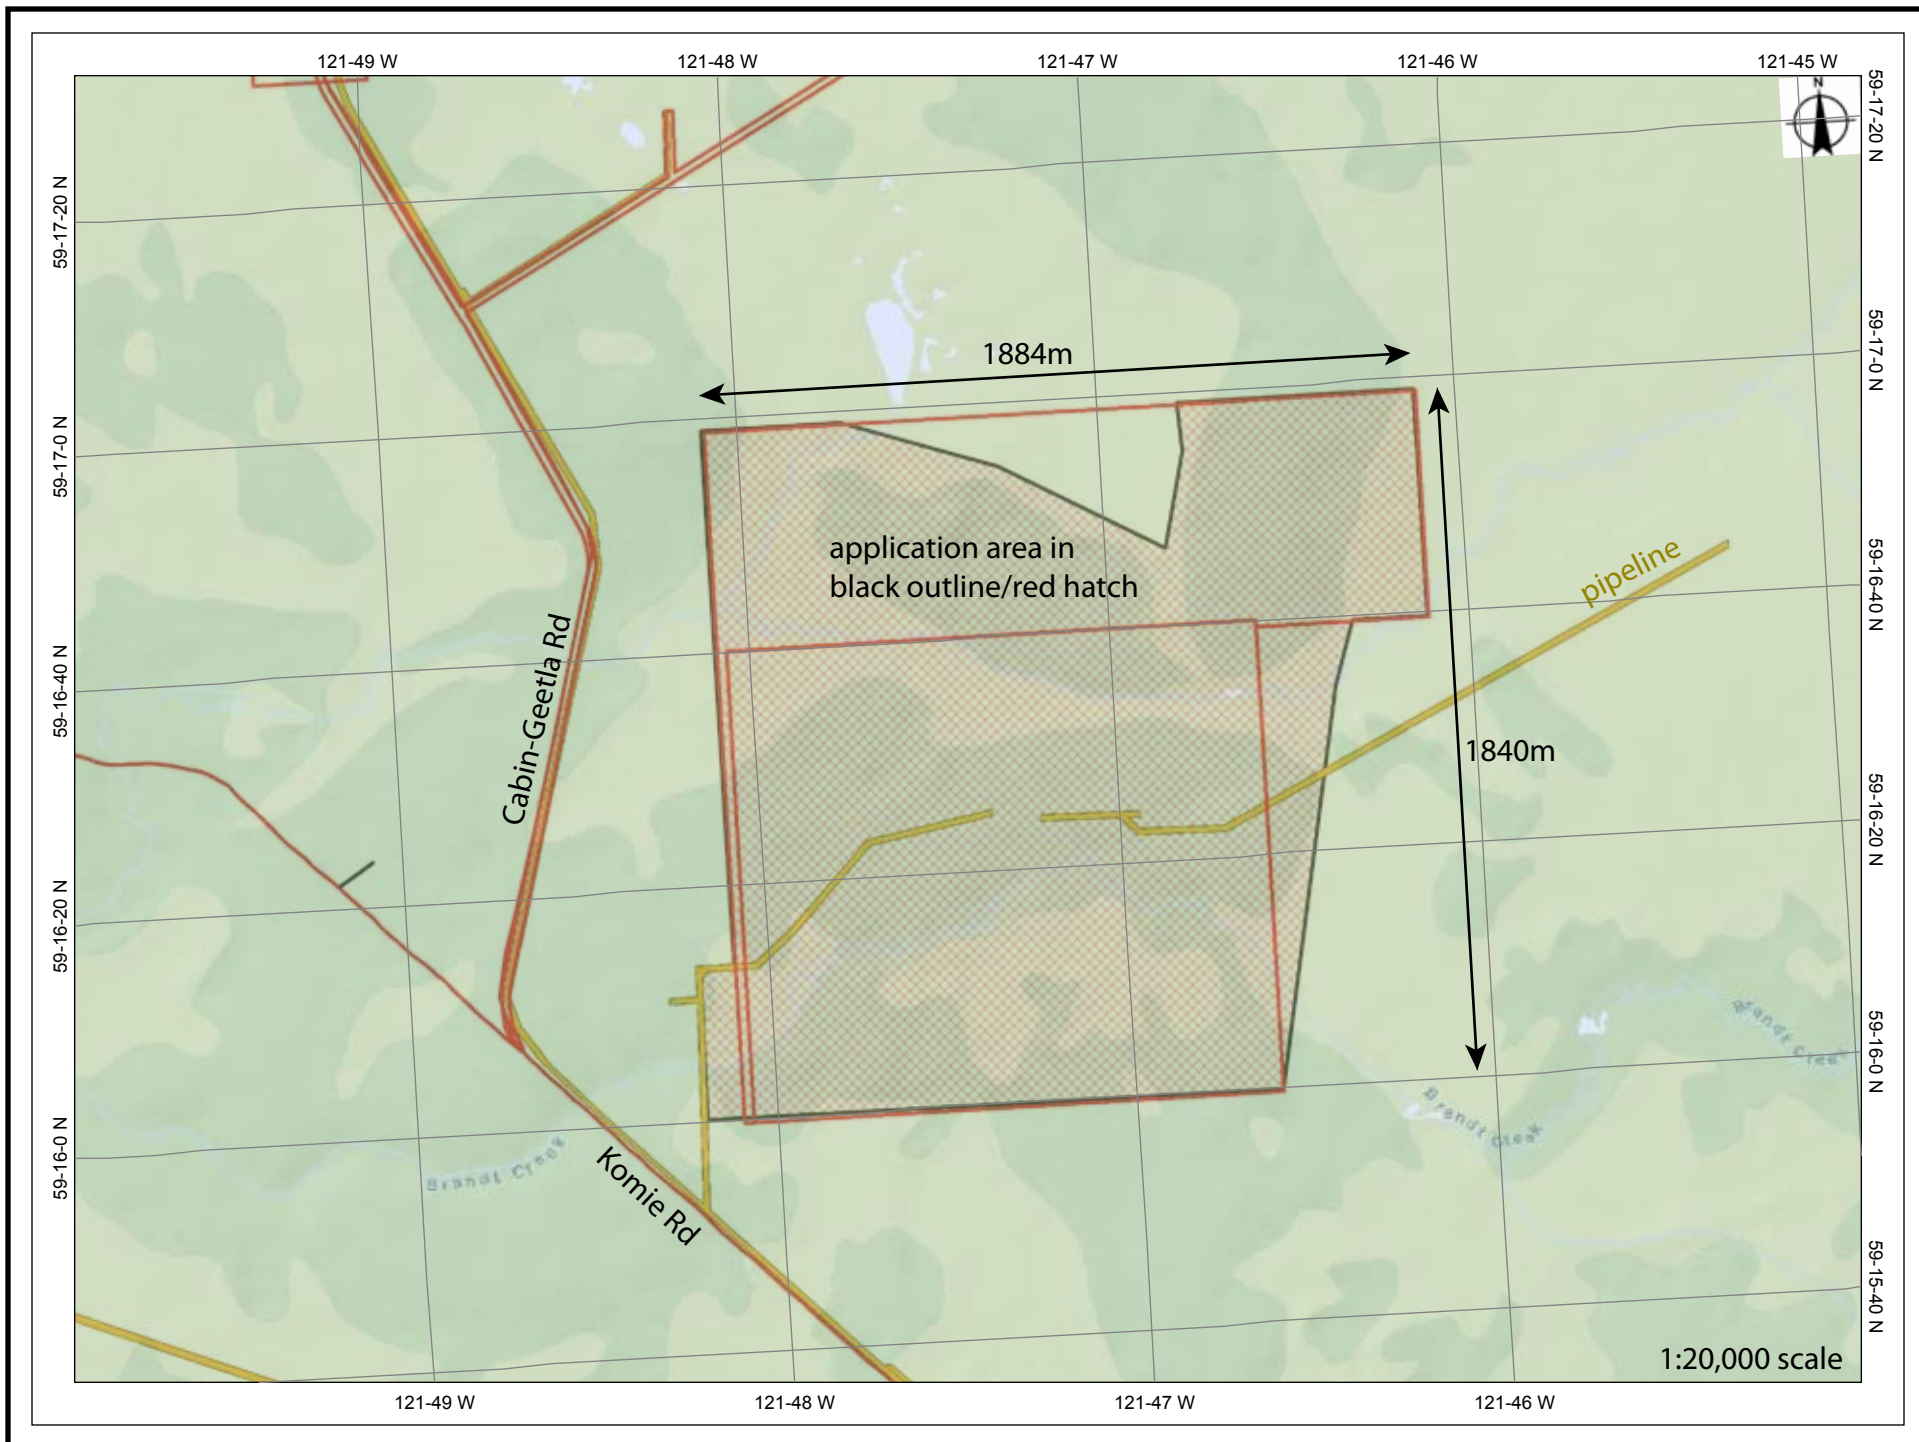 121-49 W
121-48 W
121-47 W
121-46 W
121-45 W
N
59-17-20 N
59-17-20 N
59-17-0 N
1884m
59-17-0 N
application area in
black outline/red hatch
pipeline
59-16-40 N
Cabin-Geetla Rd
59-16-40 N
1840m
59-16-20 N
59-16-20 N
Brandt Creek
59-16-0 N
Brandt Creek
59-16-0 N
Brandt Creek
Komie Rd
59-15-40 N
1:20,000 scale
121-49 W
121-48 W
121-47 W
121-46 W